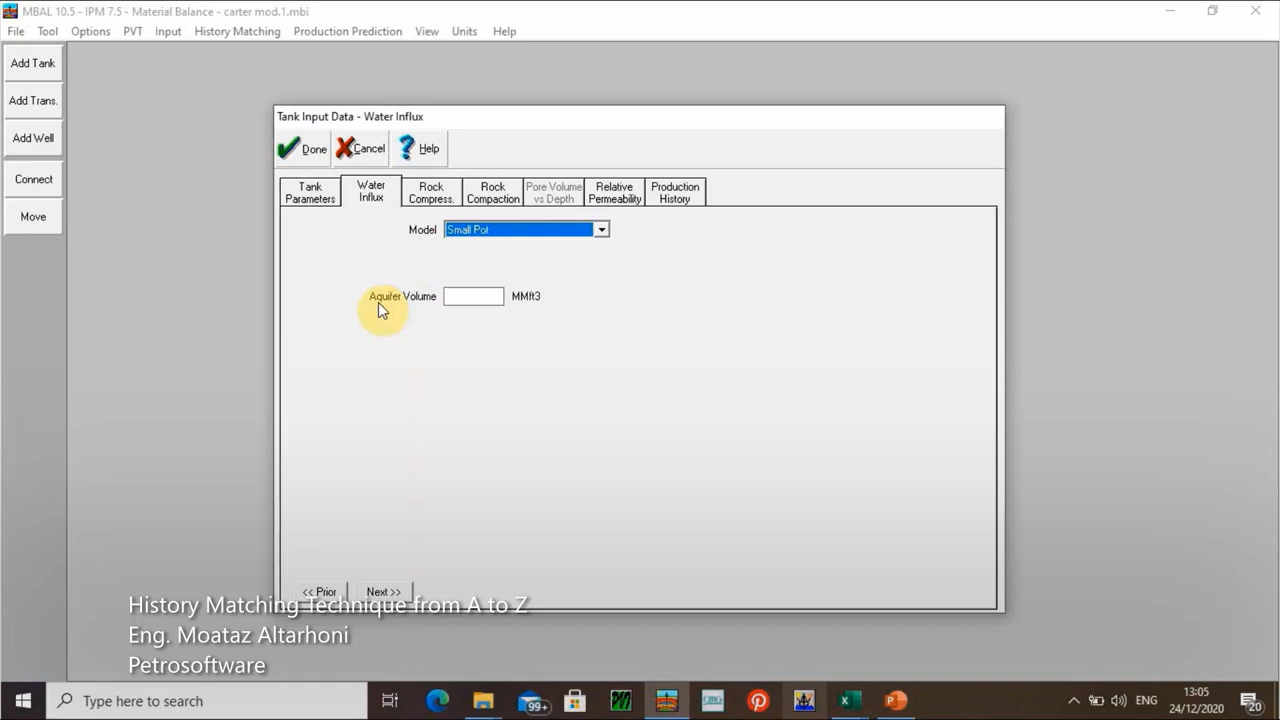 MBAL 10.5 - IPM 7.5 - Material Balance - carter mod.1.mbi
File Tool Options PVT Input History Matching Production Prediction View Units Help
Add Tank
Add Trans.
Add Well
Connect
Move
Tank Input Data - Water Influx
Done Cancel Help
Tank Parameters
Water Influx
Rock Compress.
Rock Compaction
Pore Volume vs Depth
Relative Permeability
Production History
Model Small Pot
Aquifer Volume MMft3
<< Prior Next >>
History Matching Technique from A to Z
Eng. Moataz Altarhoni
Petrosoftware
Type here to search
99+
ENG
13:05
24/12/2020
20